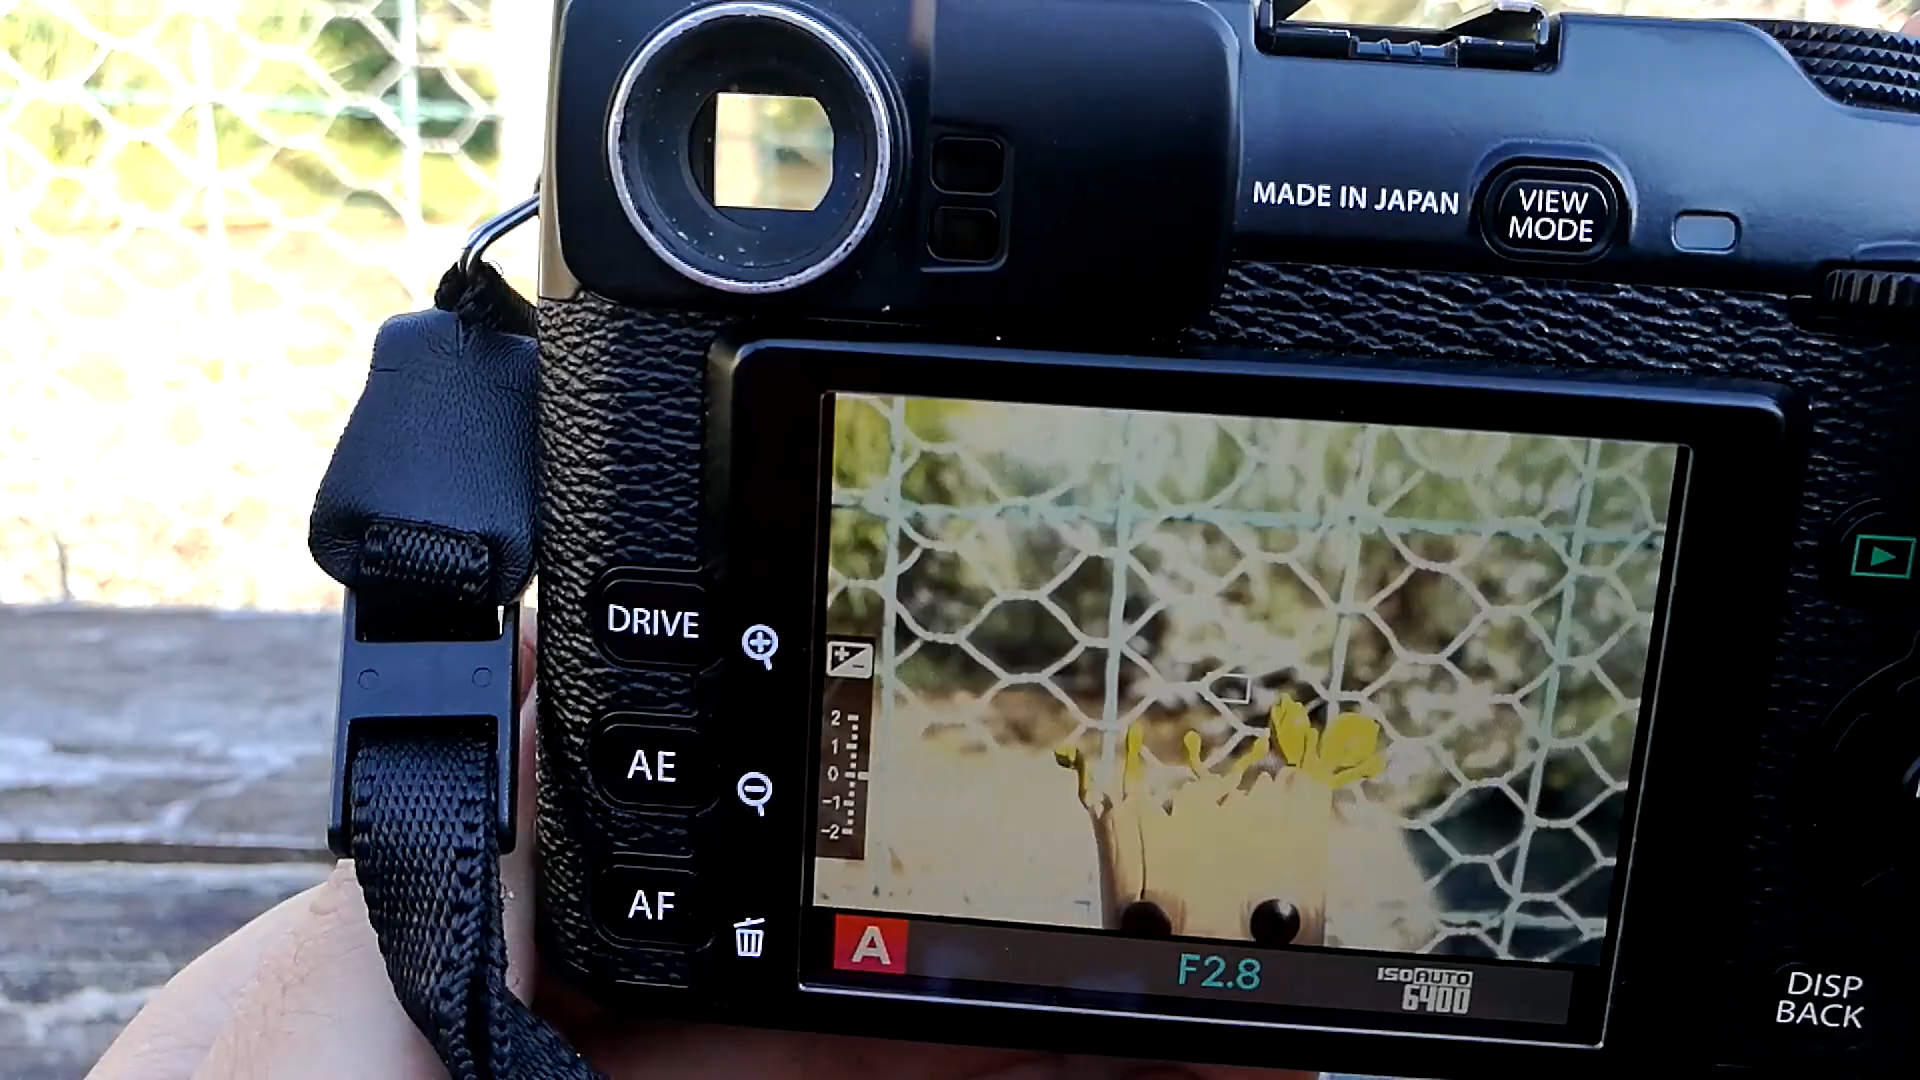 MADE IN JAPAN
VIEW
MODE
DRIVE
AE
AF
2
1
0
-1
-2
A
F2.8
ISO AUTO
6400
DISP
BACK